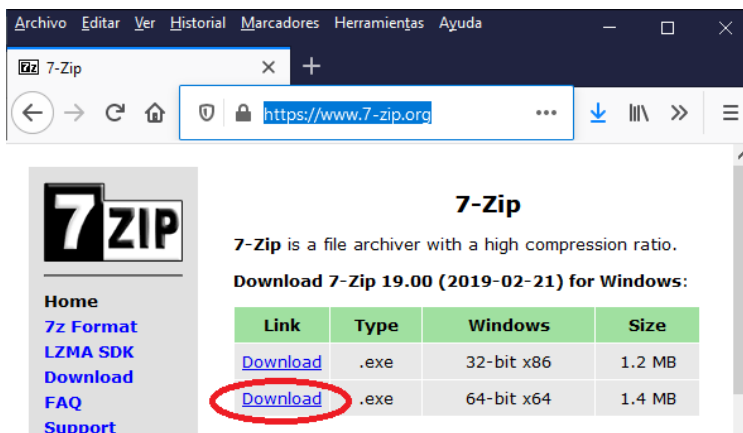 Archivo Editar Ver Historial Marcadores Herramientas Ayuda
7z 7-Zip
https://www.7-zip.org
7 ZIP
7-Zip
7-Zip is a file archiver with a high compression ratio.
Download 7-Zip 19.00 (2019-02-21) for Windows:
Home
7z Format
LZMA SDK
Download
FAQ
Support
Link Type Windows Size
Download .exe 32-bit x86 1.2 MB
Download .exe 64-bit x64 1.4 MB